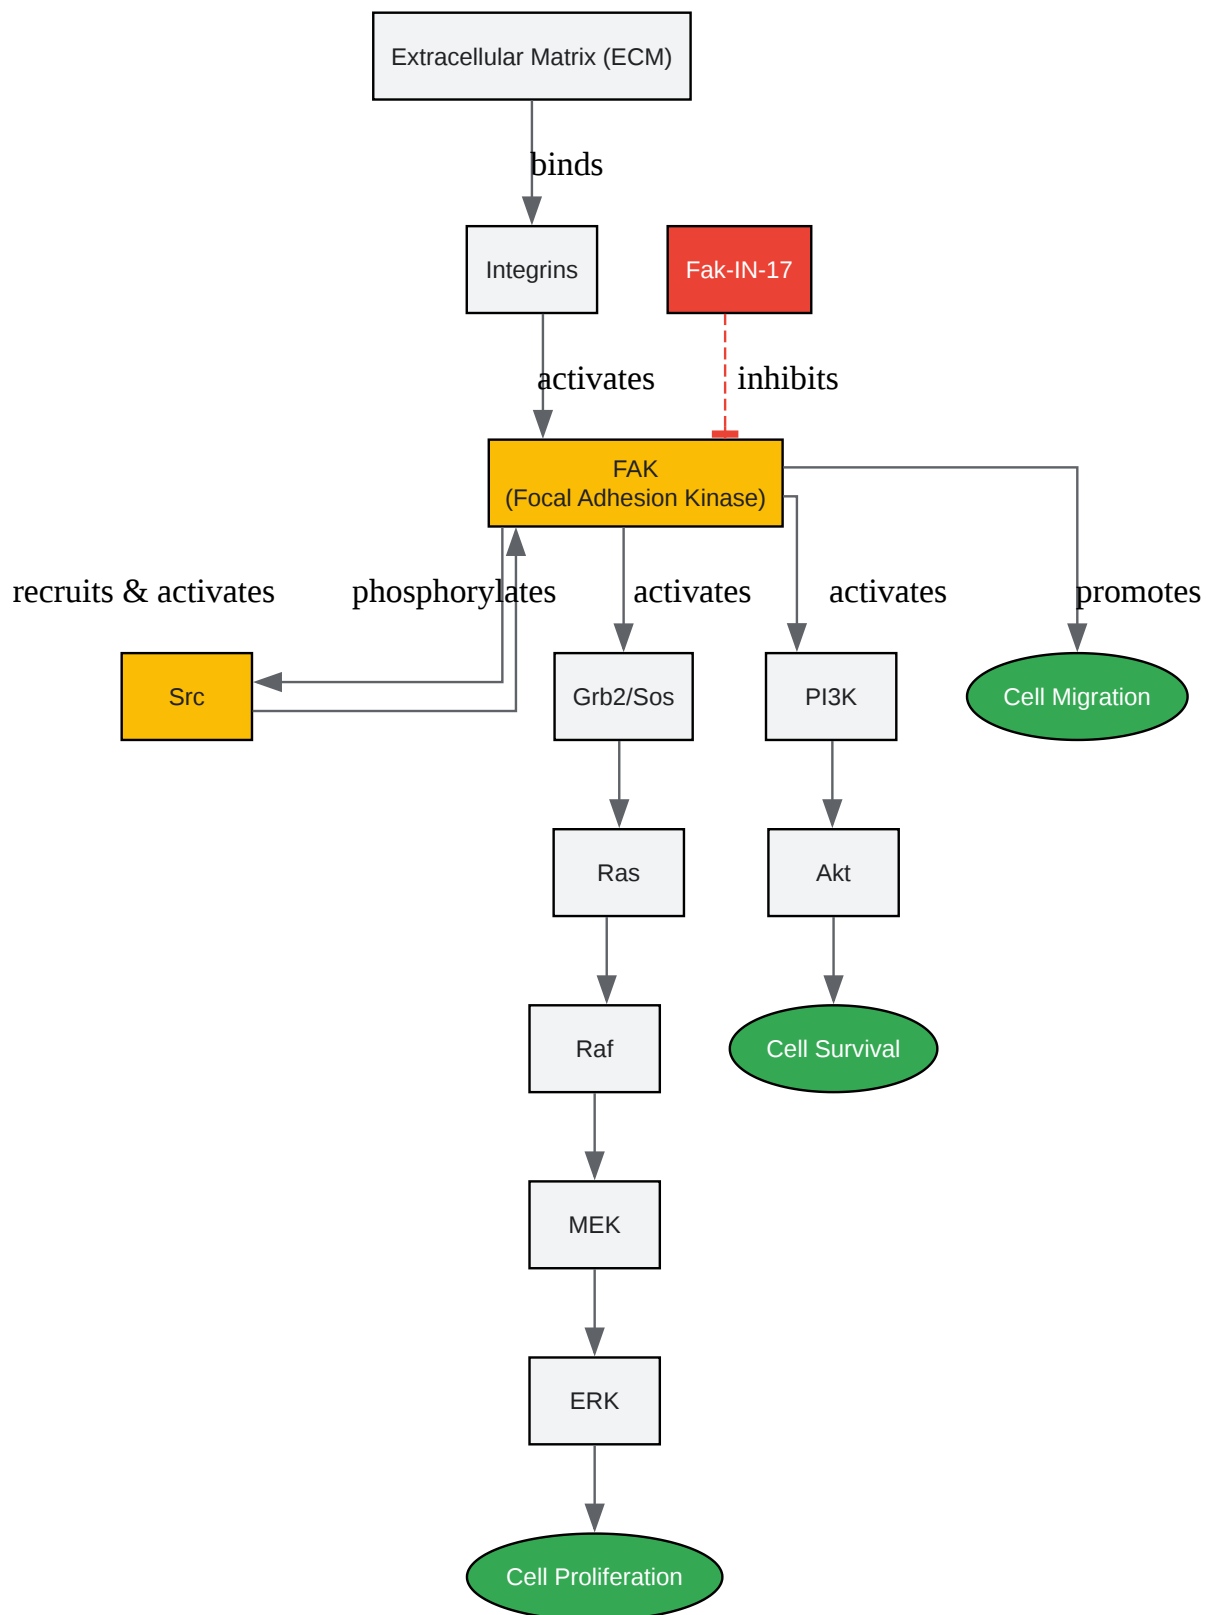 Extracellular Matrix (ECM)
binds
Integrins
Fak-IN-17
activates
inhibits
FAK
(Focal Adhesion Kinase)
recruits & activates
phosphorylates
activates
activates
promotes
Src
Grb2/Sos
PI3K
Cell Migration
Ras
Akt
Raf
Cell Survival
MEK
ERK
Cell Proliferation